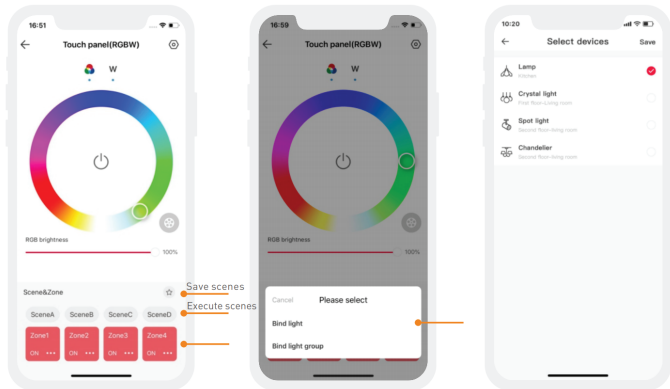 16:51
Touch panel(RGBW)
W
RGB brightness
100%
Scene&Zone
SceneA SceneB SceneC SceneD
Zone1 Zone2 Zone3 Zone4
ON ON ON ON
Save scenes
Execute scenes
16:59
Touch panel(RGBW)
W
RGB brightness
100%
Cancel Please select
Bind light
Bind light group
10:20
Select devices Save
Lamp
Kitchen
Crystal light
First floor-Living room
Spot light
Second floor-living room
Chandelier
Second floor-living room